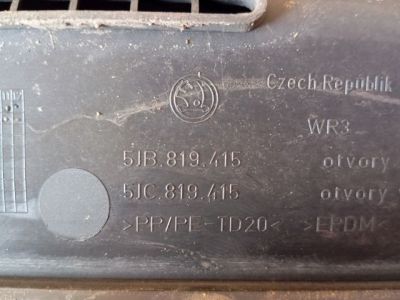 Czech Republik
WR3
5JB.819.415 otvory
5JC.819.415 otvory
>PP/PE-TD20< >EPDM<